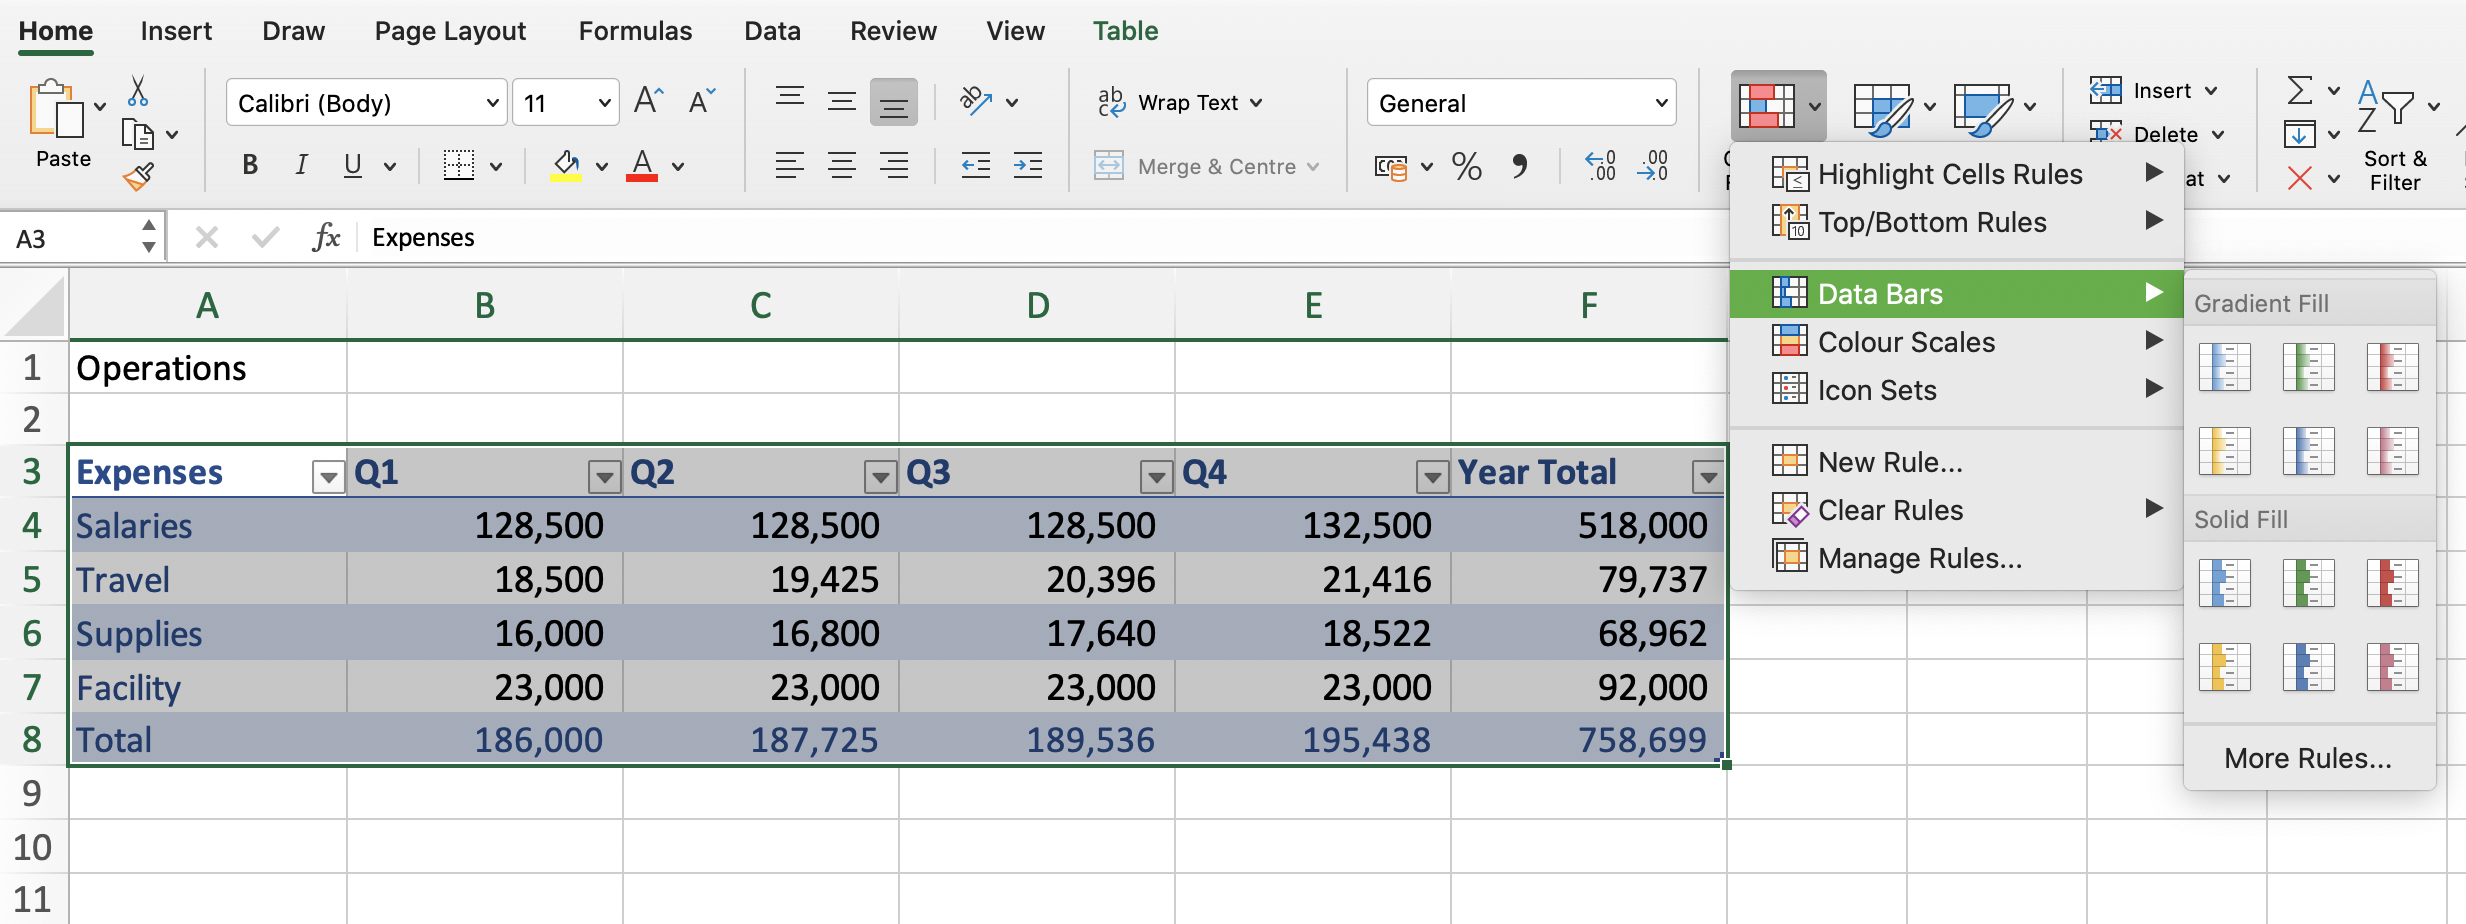 Home Insert Draw Page Layout Formulas Data Review View Table
Paste
Calibri (Body) 11
B I U
Wrap Text
Merge & Centre
General
Insert
Delete
at
Sort &
Filter
A3 fx Expenses
A B C D E F
1 Operations
2
3 Expenses Q1 Q2 Q3 Q4 Year Total
4 Salaries 128,500 128,500 128,500 132,500 518,000
5 Travel 18,500 19,425 20,396 21,416 79,737
6 Supplies 16,000 16,800 17,640 18,522 68,962
7 Facility 23,000 23,000 23,000 23,000 92,000
8 Total 186,000 187,725 189,536 195,438 758,699
9
10
11
Highlight Cells Rules
Top/Bottom Rules
Data Bars
Colour Scales
Icon Sets
New Rule...
Clear Rules
Manage Rules...
Gradient Fill
Solid Fill
More Rules...